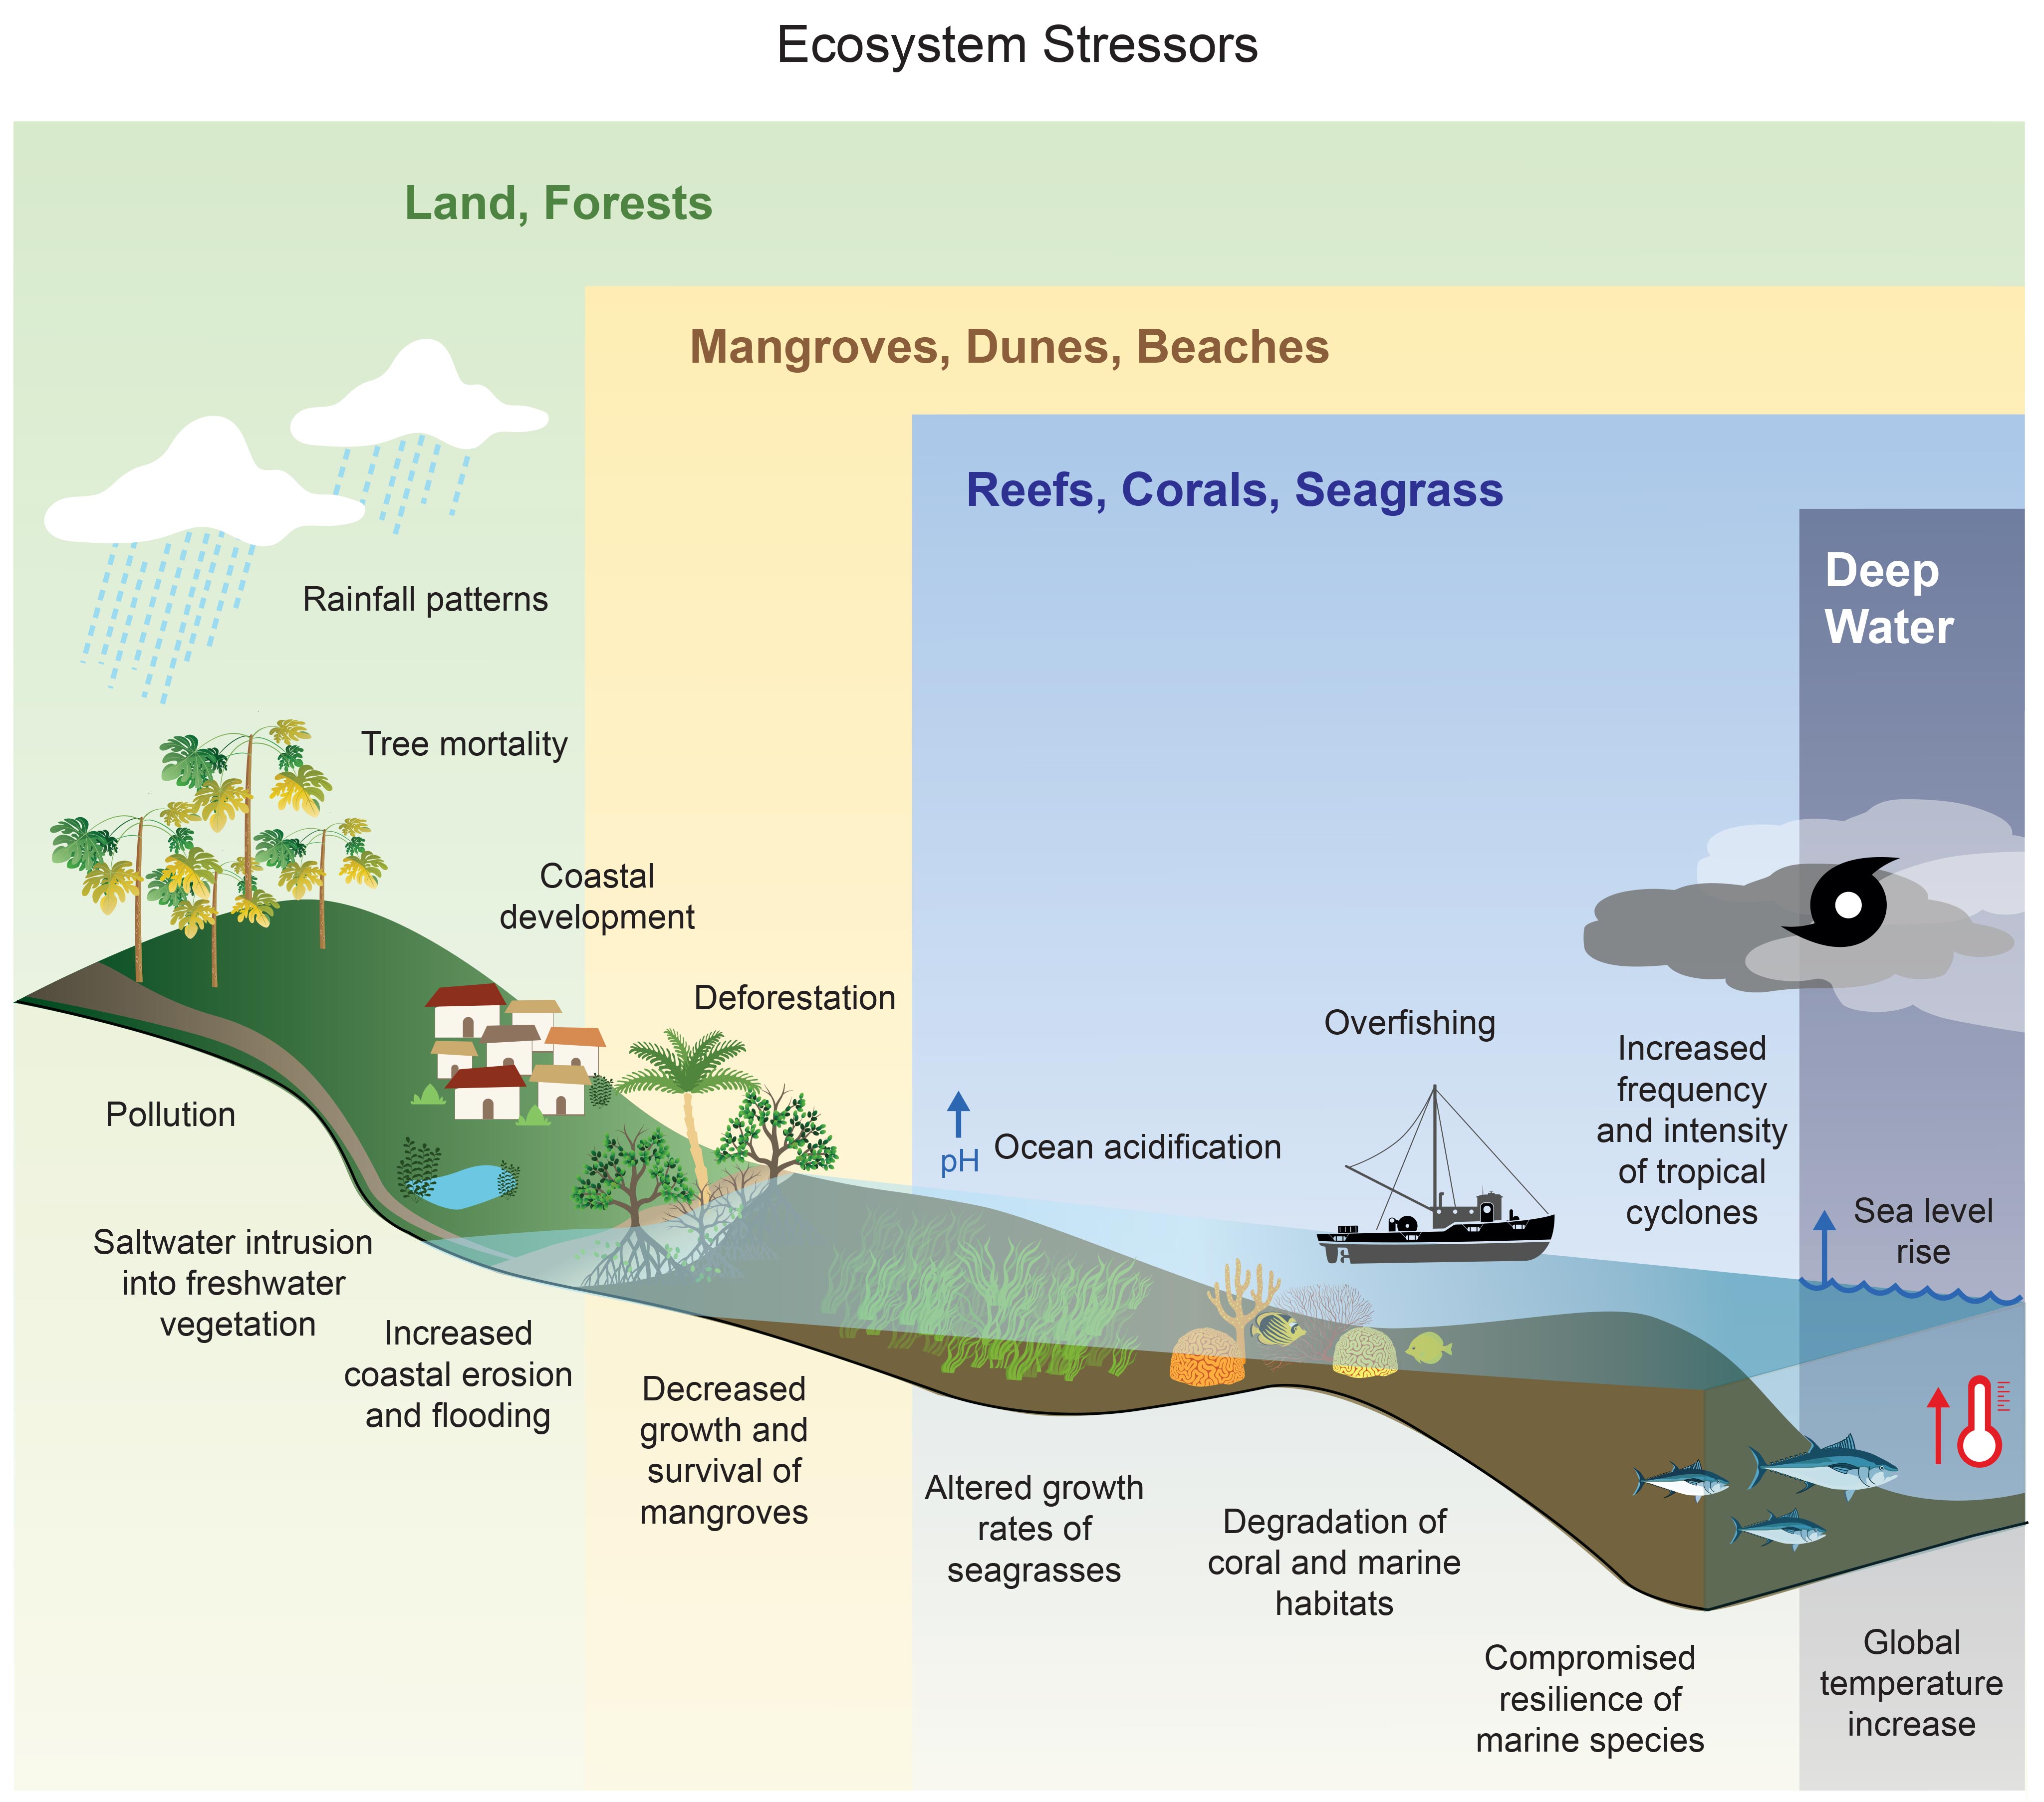 Ecosystem Stressors
Land, Forests
Mangroves, Dunes, Beaches
Reefs, Corals, Seagrass
Deep
Water
Rainfall patterns
Tree mortality
Coastal
development
Deforestation
Overfishing
Increased
frequency
and intensity
of tropical
cyclones
Pollution
pH
Ocean acidification
Sea level
rise
Saltwater intrusion
into freshwater
vegetation
Increased
coastal erosion
and flooding
Decreased
growth and
survival of
mangroves
Altered growth
rates of
seagrasses
Degradation of
coral and marine
habitats
Compromised
resilience of
marine species
Global
temperature
increase